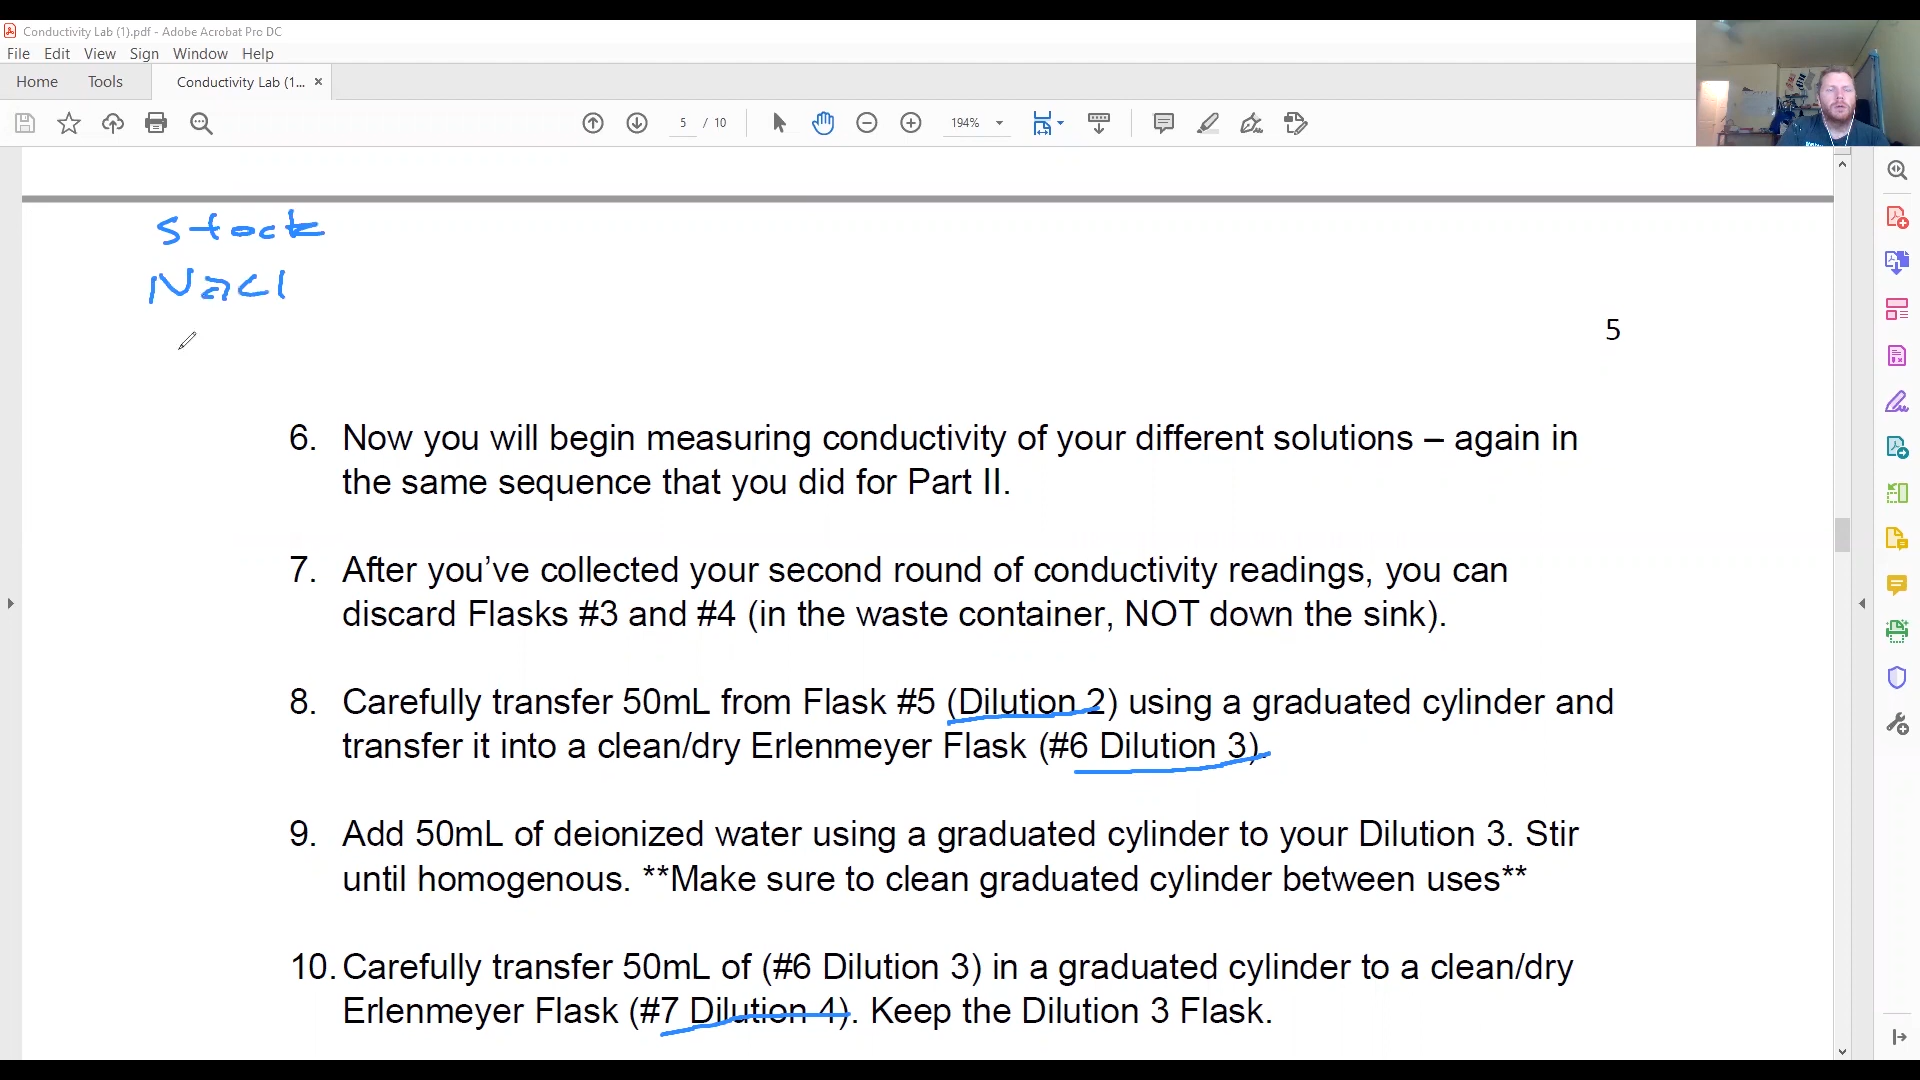 Conductivity Lab (1).pdf - Adobe Acrobat Pro DC
File Edit View Sign Window Help
Home Tools Conductivity Lab (1... ×
5 / 10 194%
Stock
NaCl
5
6. Now you will begin measuring conductivity of your different solutions – again in
the same sequence that you did for Part II.
7. After you’ve collected your second round of conductivity readings, you can
discard Flasks #3 and #4 (in the waste container, NOT down the sink).
8. Carefully transfer 50mL from Flask #5 (Dilution 2) using a graduated cylinder and
transfer it into a clean/dry Erlenmeyer Flask (#6 Dilution 3).
9. Add 50mL of deionized water using a graduated cylinder to your Dilution 3. Stir
until homogenous. **Make sure to clean graduated cylinder between uses**
10. Carefully transfer 50mL of (#6 Dilution 3) in a graduated cylinder to a clean/dry
Erlenmeyer Flask (#7 Dilution 4). Keep the Dilution 3 Flask.